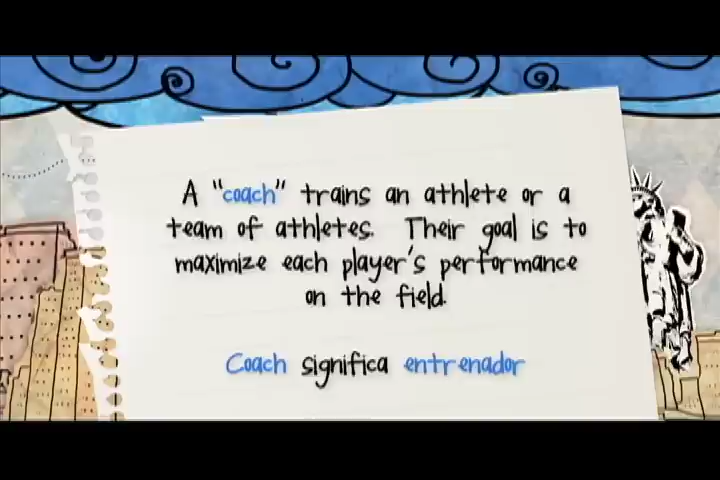 A "coach" trains an athlete or a
team of athletes. Their goal is to
maximize each player's performance
on the field.
Coach significa entrenador